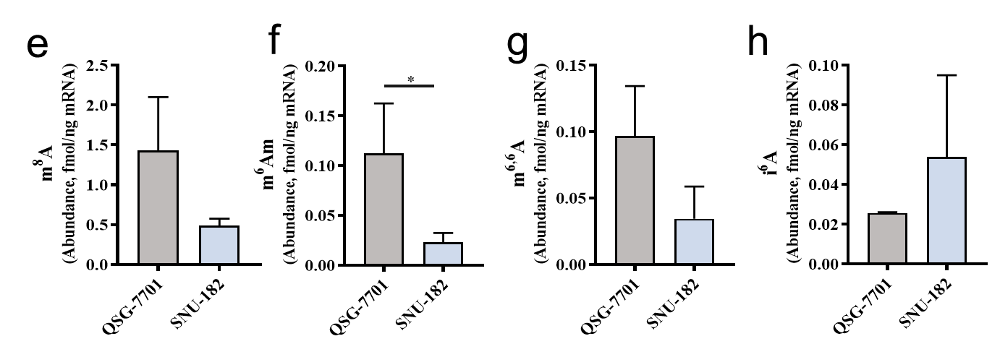 e
m⁸A
(Abundance, fmol/ng mRNA)
2.5
2.0
1.5
1.0
0.5
0.0
QSG-7701
SNU-182
f
m⁶Am
(Abundance, fmol/ng mRNA)
0.20
0.15
0.10
0.05
0.00
*
QSG-7701
SNU-182
g
m⁶,⁶A
(Abundance, fmol/ng mRNA)
0.15
0.10
0.05
0.00
QSG-7701
SNU-182
h
i⁶A
(Abundance, fmol/ng mRNA)
0.10
0.08
0.06
0.04
0.02
0.00
QSG-7701
SNU-182